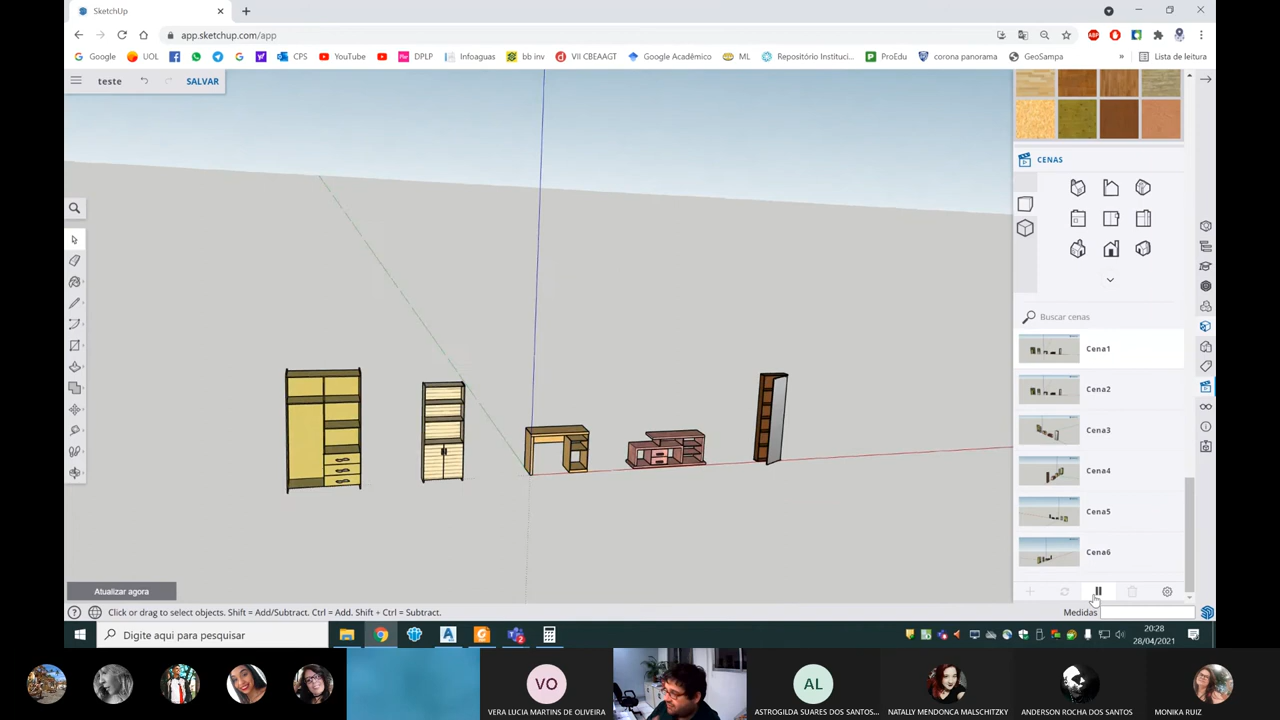 SketchUp
app.sketchup.com/app
Google
UOL
G
CPS
YouTube
DPLP
Infoaguas
bb inv
VII CBEAAGT
Google Acadêmico
ML
Repositório Instituci...
ProEdu
corona panorama
GeoSampa
»
Lista de leitura
teste
SALVAR
CENAS
Buscar cenas
Cena1
Cena2
Cena3
Cena4
Cena5
Cena6
Atualizar agora
Click or drag to select objects. Shift = Add/Subtract. Ctrl = Add. Shift + Ctrl = Subtract.
Medidas
Digite aqui para pesquisar
20:28
28/04/2021
VO
VERA LUCIA MARTINS DE OLIVEIRA
AL
ASTROGILDA SUARES DOS SANTOS...
NATALLY MENDONCA MALSCHITZKY
ANDERSON ROCHA DOS SANTOS
MONIKA RUIZ